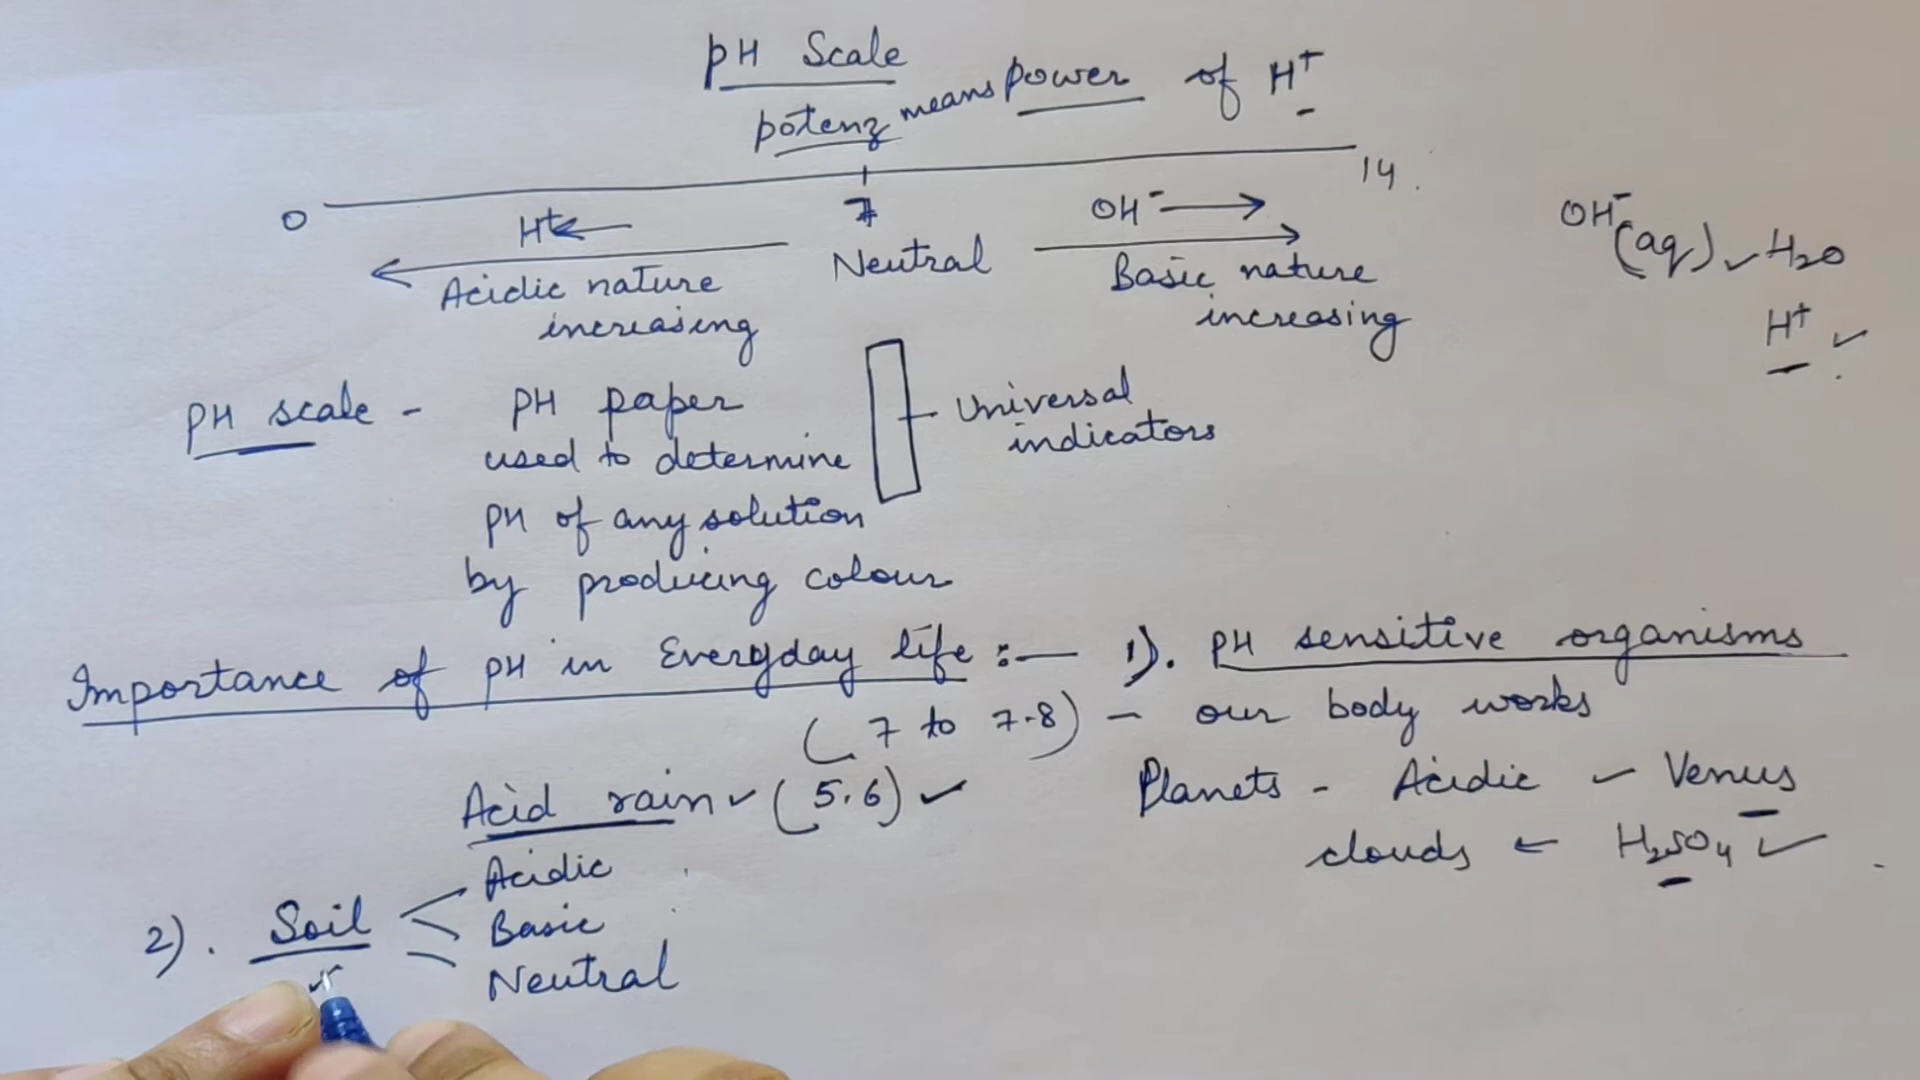 pH Scale
potenz means power of H⁺
0 7 14
H⁺ ← OH⁻ →
Neutral
Acidic nature increasing
Basic nature increasing
OH⁻(aq) ✓ H₂O
H⁺ ✓
pH scale - pH paper
used to determine
pH of any solution
by producing colour
Universal
indicators
Importance of pH in Everyday life :— 1). pH sensitive organisms
(7 to 7.8) — our body works
Acid rain ✓ (5.6) ✓
Planets - Acidic ✓ Venus
clouds ← H₂SO₄ ✓
2). Soil
Acidic
Basic
Neutral